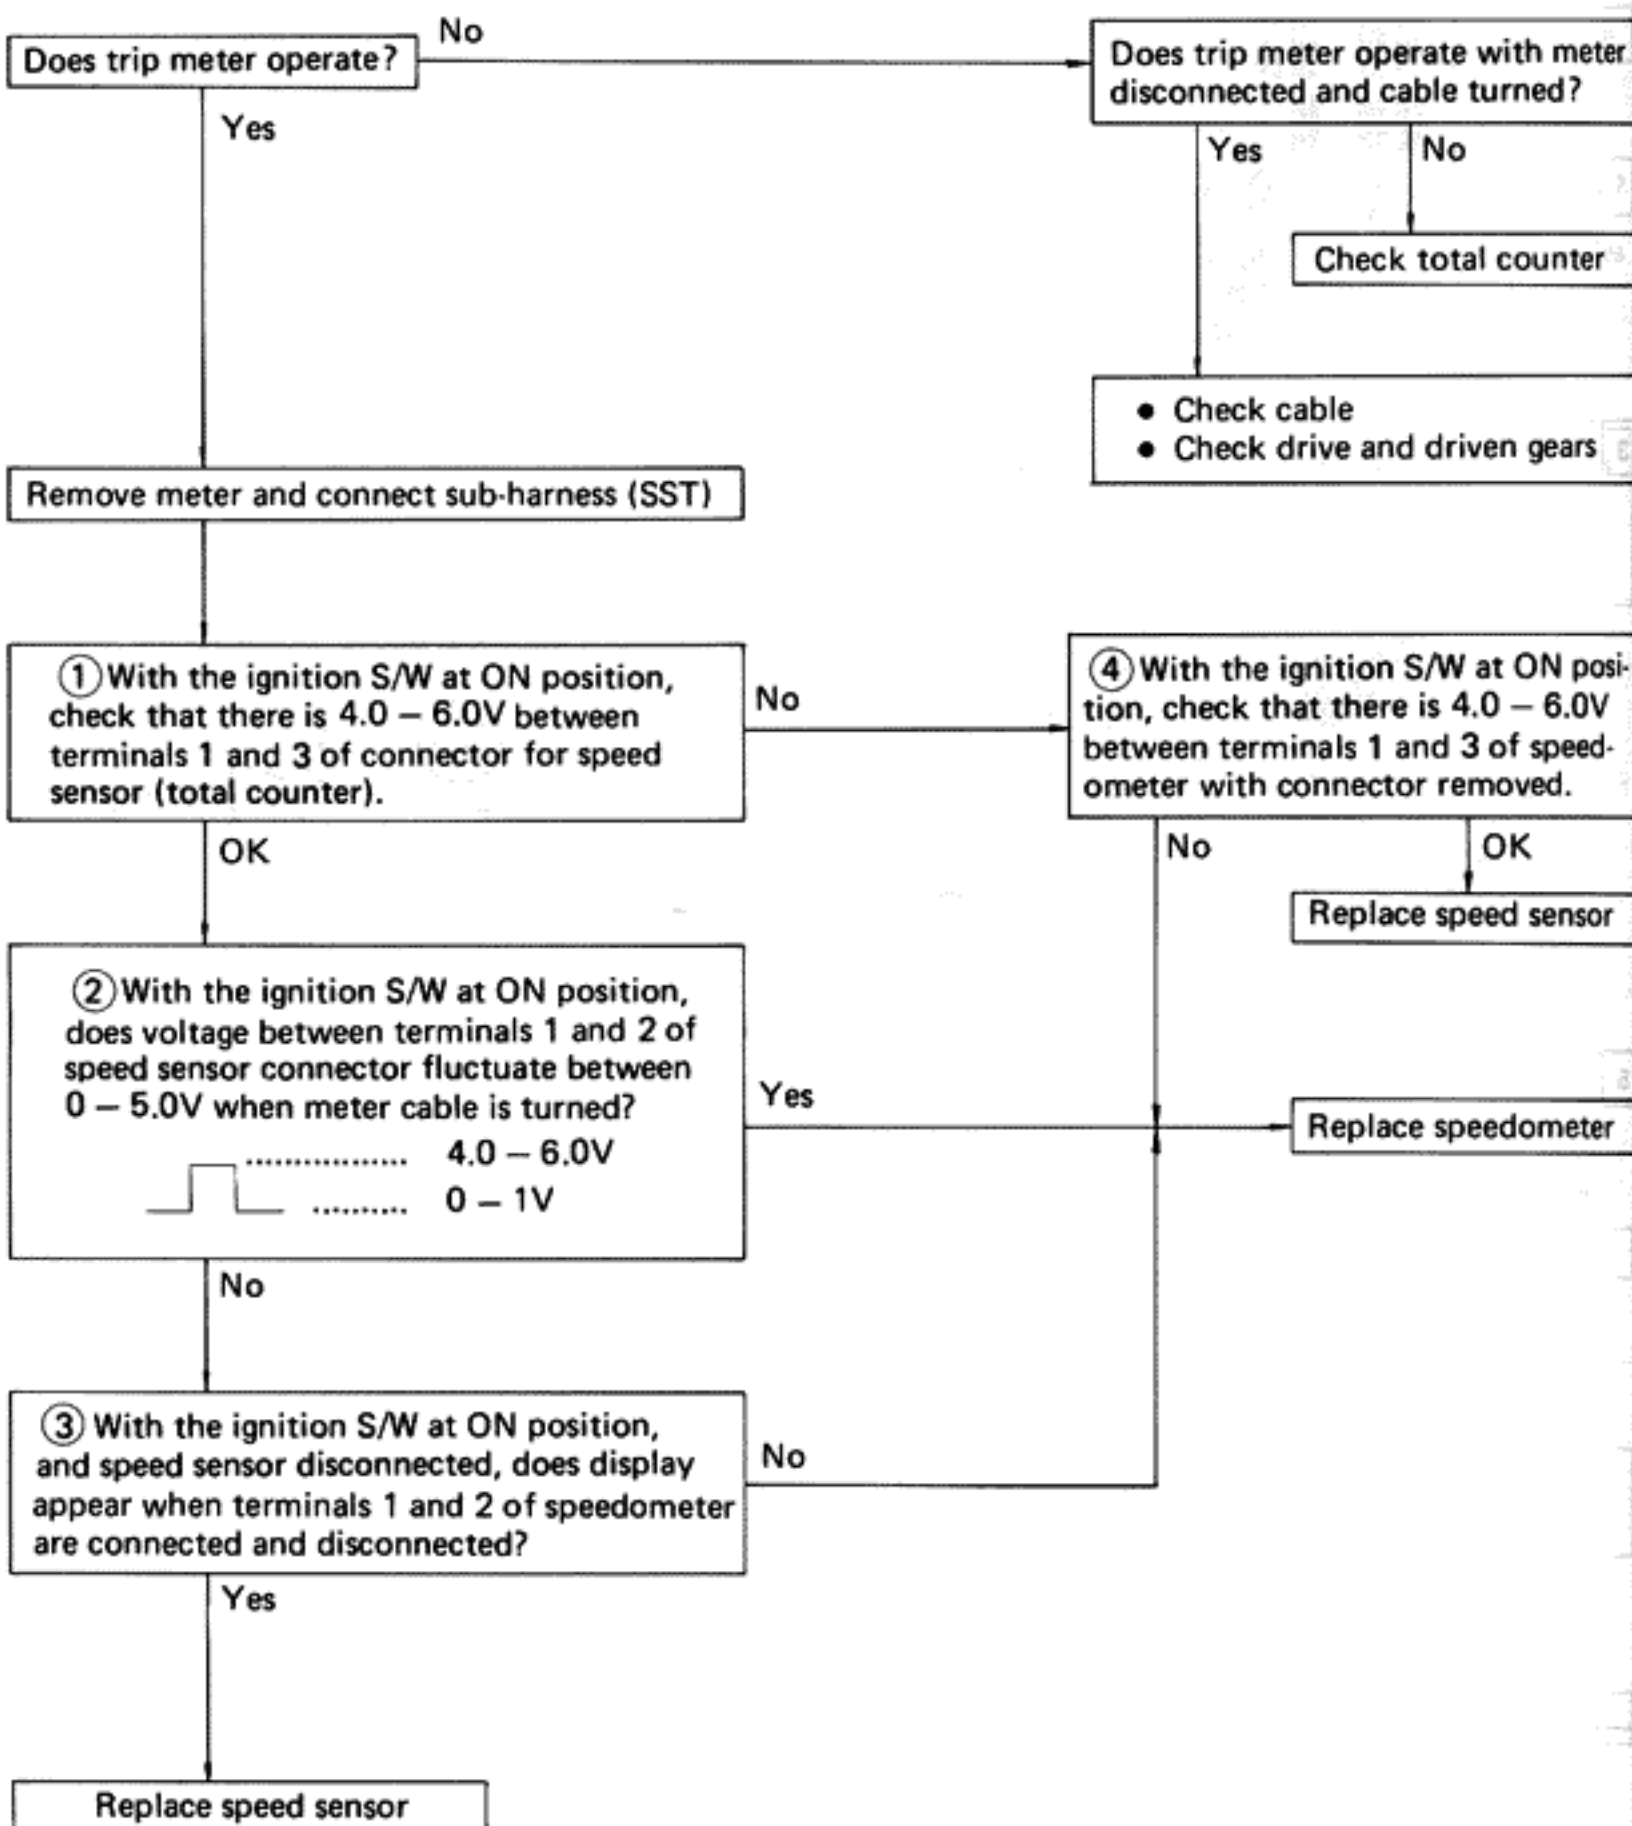 Does trip meter operate?
No
Does trip meter operate with meter
disconnected and cable turned?
Yes
Yes
No
Check total counter
● Check cable
● Check drive and driven gears
Remove meter and connect sub-harness (SST)
① With the ignition S/W at ON position,
check that there is 4.0 – 6.0V between
terminals 1 and 3 of connector for speed
sensor (total counter).
No
④ With the ignition S/W at ON posi-
tion, check that there is 4.0 – 6.0V
between terminals 1 and 3 of speed-
ometer with connector removed.
OK
No
OK
Replace speed sensor
② With the ignition S/W at ON position,
does voltage between terminals 1 and 2 of
speed sensor connector fluctuate between
0 – 5.0V when meter cable is turned?
4.0 – 6.0V
0 – 1V
Yes
Replace speedometer
No
③ With the ignition S/W at ON position,
and speed sensor disconnected, does display
appear when terminals 1 and 2 of speedometer
are connected and disconnected?
No
Yes
Replace speed sensor